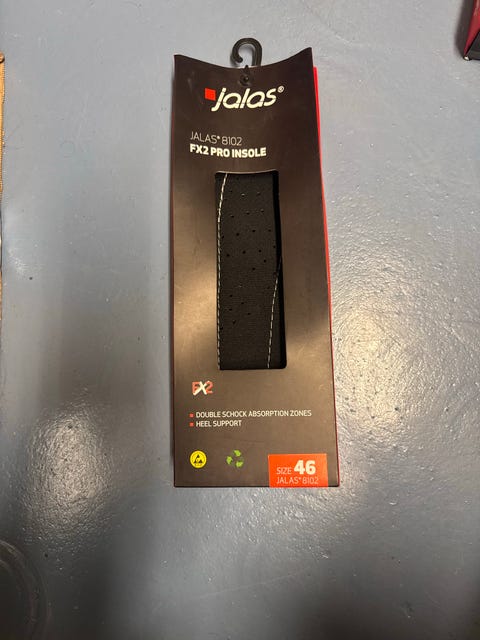 jalas®
JALAS® 8102
FX2 PRO INSOLE
FX2
DOUBLE SCHOCK ABSORPTION ZONES
HEEL SUPPORT
SIZE 46
JALAS® 8102